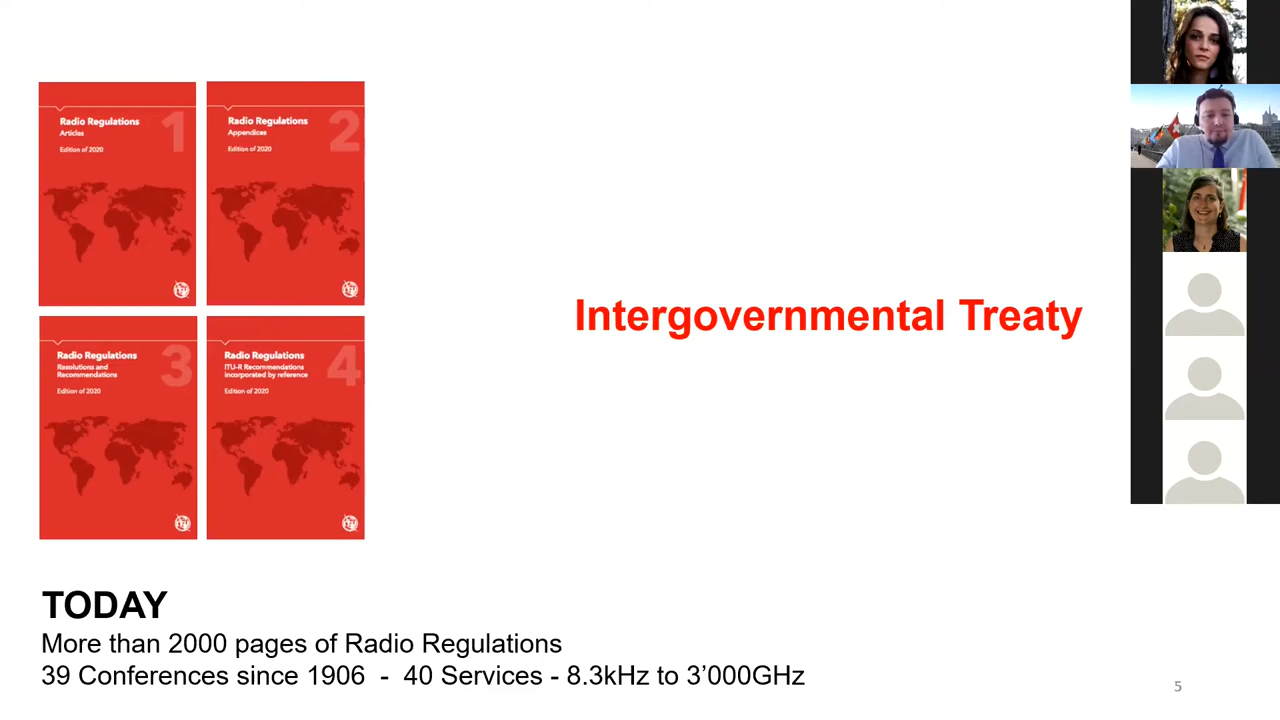 Radio Regulations
Articles
1
Edition of 2020
Radio Regulations
Appendices
2
Edition of 2020
Radio Regulations
Resolutions and
Recommendations
3
Edition of 2020
Radio Regulations
ITU-R Recommendations
incorporated by reference
4
Edition of 2020
Intergovernmental Treaty
TODAY
More than 2000 pages of Radio Regulations
39 Conferences since 1906 - 40 Services - 8.3kHz to 3’000GHz
5